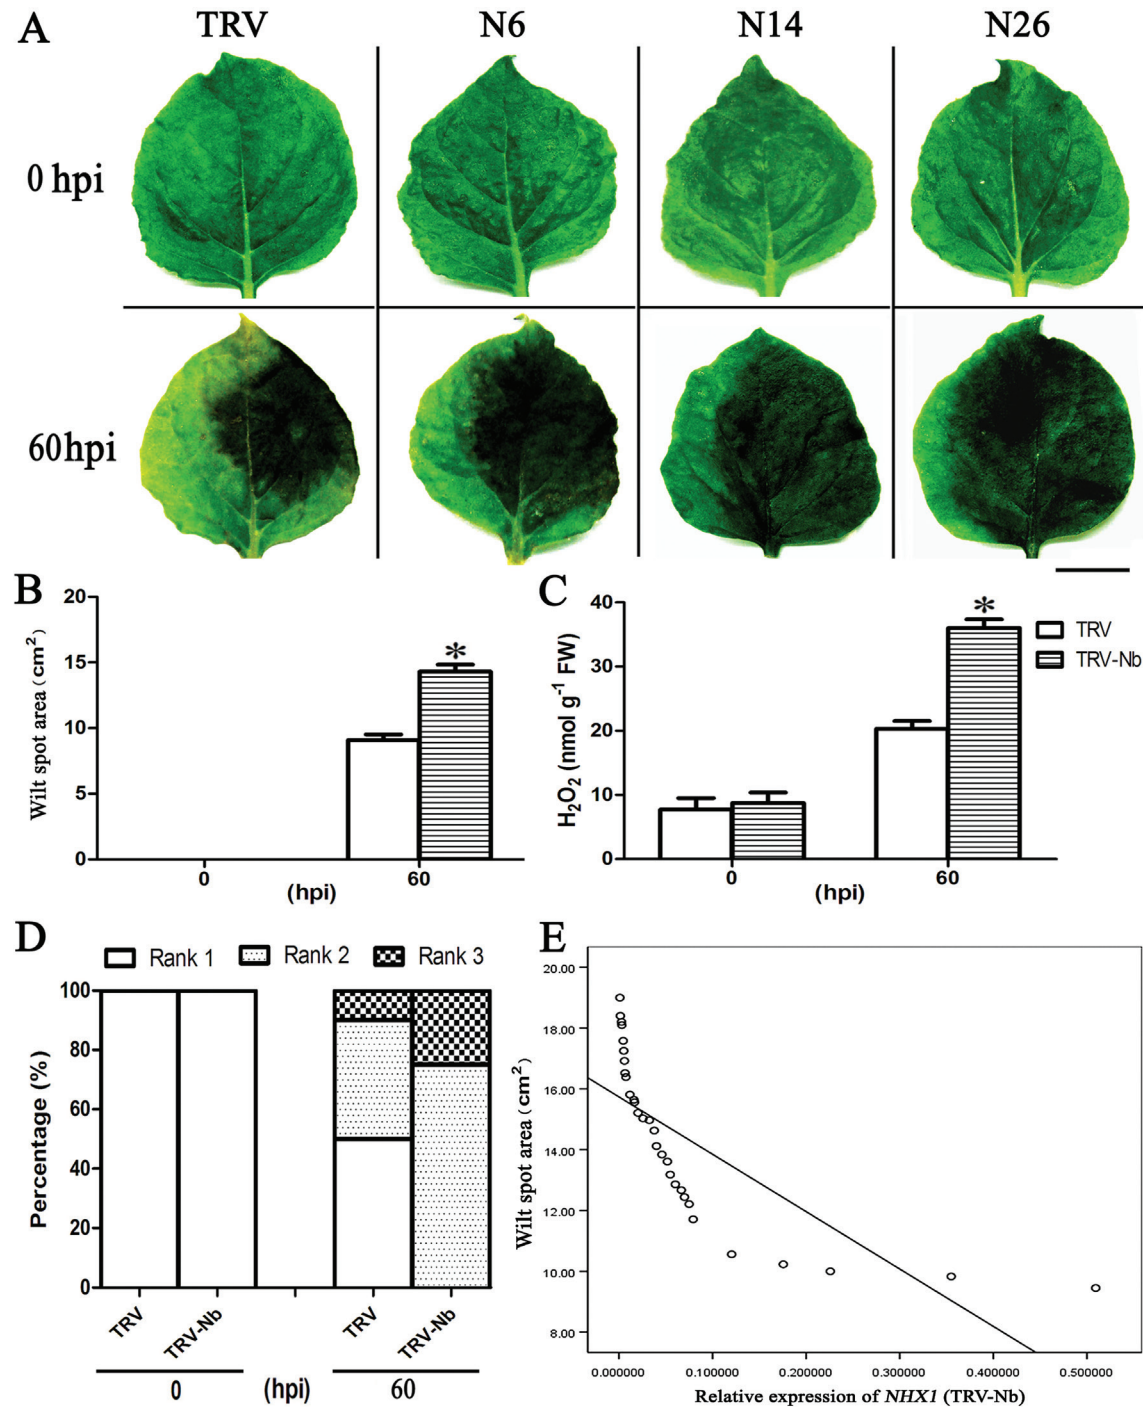 A
TRV
N6
N14
N26
0 hpi
60hpi
B
Wilt spot area (cm²)
20
15
10
5
0
*
0
60
(hpi)
C
H₂O₂ (nmol g⁻¹ FW)
40
30
20
10
0
*
TRV
TRV-Nb
0
60
(hpi)
D
Rank 1
Rank 2
Rank 3
Percentage (%)
100
80
60
40
20
0
TRV
TRV-Nb
TRV
TRV-Nb
0
(hpi)
60
E
Wilt spot area (cm²)
20.00
18.00
16.00
14.00
12.00
10.00
8.00
0.000000
0.100000
0.200000
0.300000
0.400000
0.500000
Relative expression of NHX1 (TRV-Nb)